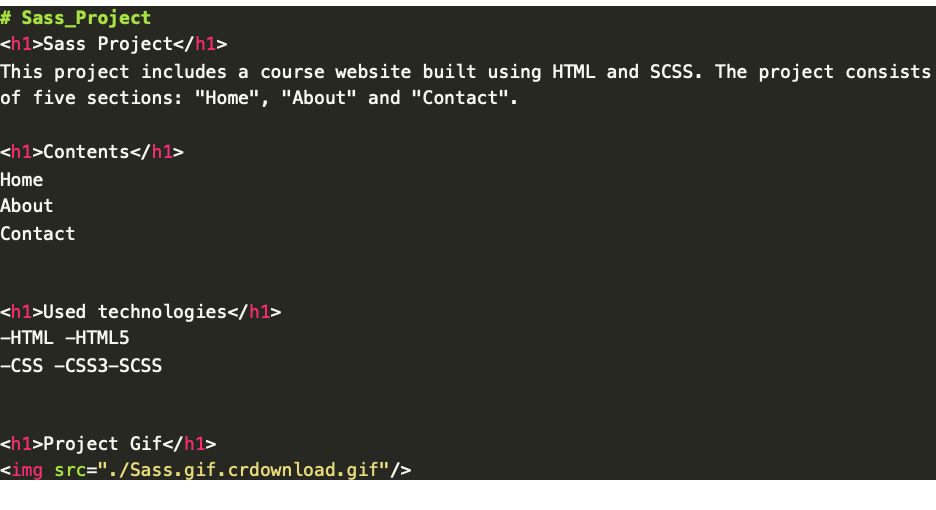 # Sass_Project
<h1>Sass Project</h1>
This project includes a course website built using HTML and SCSS. The project consists
of five sections: "Home", "About" and "Contact".
<h1>Contents</h1>
Home
About
Contact
<h1>Used technologies</h1>
-HTML -HTML5
-CSS -CSS3-SCSS
<h1>Project Gif</h1>
<img src="./Sass.gif.crdownload.gif"/>